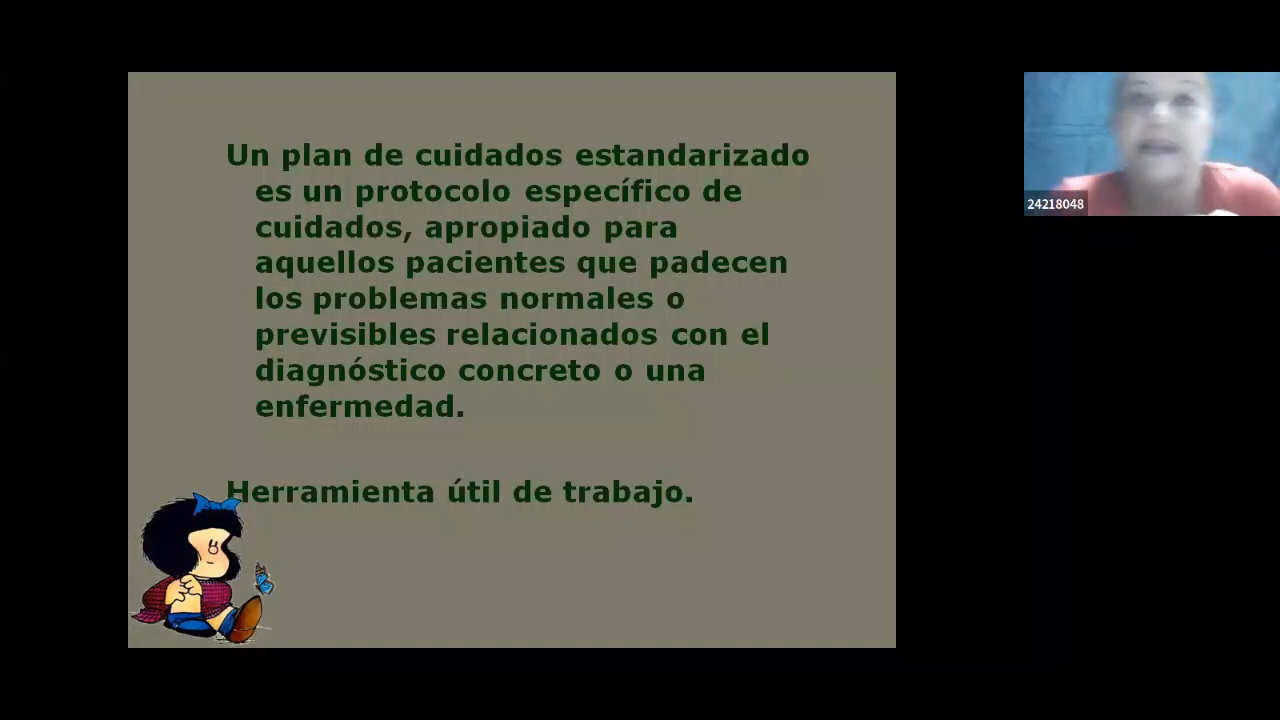 Un plan de cuidados estandarizado
es un protocolo específico de
cuidados, apropiado para
aquellos pacientes que padecen
los problemas normales o
previsibles relacionados con el
diagnóstico concreto o una
enfermedad.
Herramienta útil de trabajo.
24218048